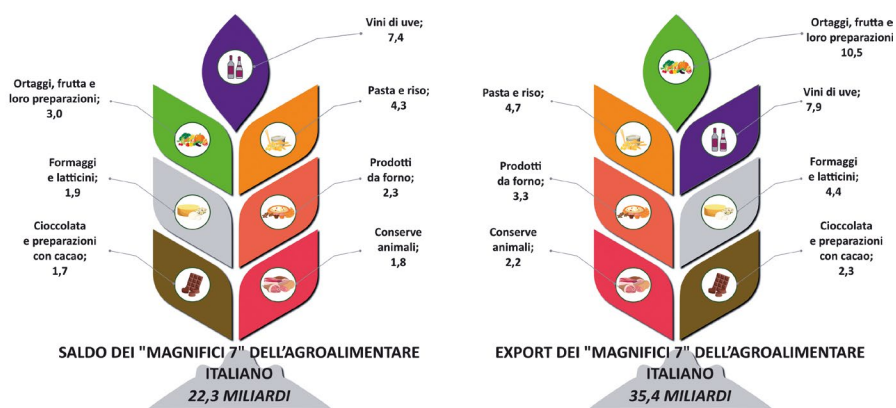 Vini di uve;
7,4
Ortaggi, frutta e
loro preparazioni;
3,0
Pasta e riso;
4,3
Formaggi
e latticini;
1,9
Prodotti
da forno;
2,3
Cioccolata
e preparazioni
con cacao;
1,7
Conserve
animali;
1,8
SALDO DEI "MAGNIFICI 7" DELL'AGROALIMENTARE
ITALIANO
22,3 MILIARDI
Ortaggi, frutta e
loro preparazioni
10,5
Pasta e riso;
4,7
Vini di uve;
7,9
Prodotti
da forno;
3,3
Formaggi
e latticini;
4,4
Conserve
animali;
2,2
Cioccolata e
preparazioni
con cacao;
2,3
EXPORT DEI "MAGNIFICI 7" DELL'AGROALIMENTARE
ITALIANO
35,4 MILIARDI